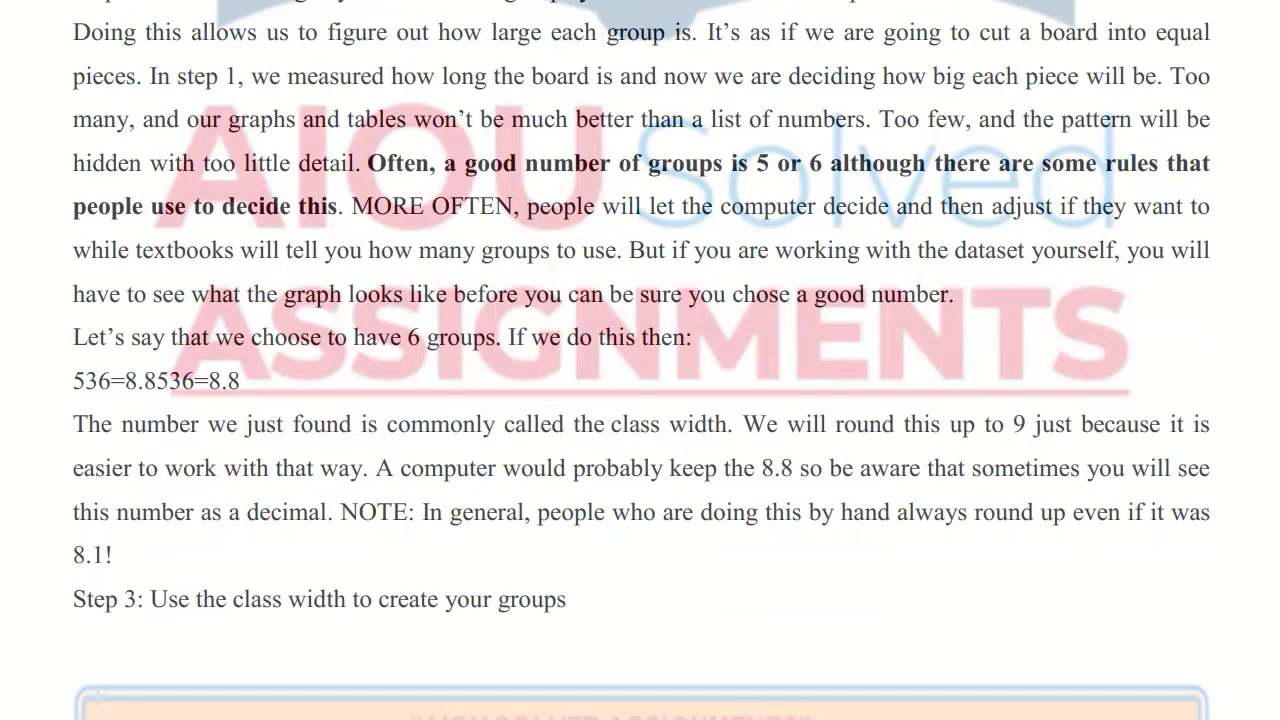 Doing this allows us to figure out how large each group is. It’s as if we are going to cut a board into equal
pieces. In step 1, we measured how long the board is and now we are deciding how big each piece will be. Too
many, and our graphs and tables won’t be much better than a list of numbers. Too few, and the pattern will be
hidden with too little detail. Often, a good number of groups is 5 or 6 although there are some rules that
people use to decide this. MORE OFTEN, people will let the computer decide and then adjust if they want to
while textbooks will tell you how many groups to use. But if you are working with the dataset yourself, you will
have to see what the graph looks like before you can be sure you chose a good number.
Let’s say that we choose to have 6 groups. If we do this then:
536=8.8536=8.8
The number we just found is commonly called the class width. We will round this up to 9 just because it is
easier to work with that way. A computer would probably keep the 8.8 so be aware that sometimes you will see
this number as a decimal. NOTE: In general, people who are doing this by hand always round up even if it was
8.1!
Step 3: Use the class width to create your groups
AIOU Solved
ASSIGNMENTS